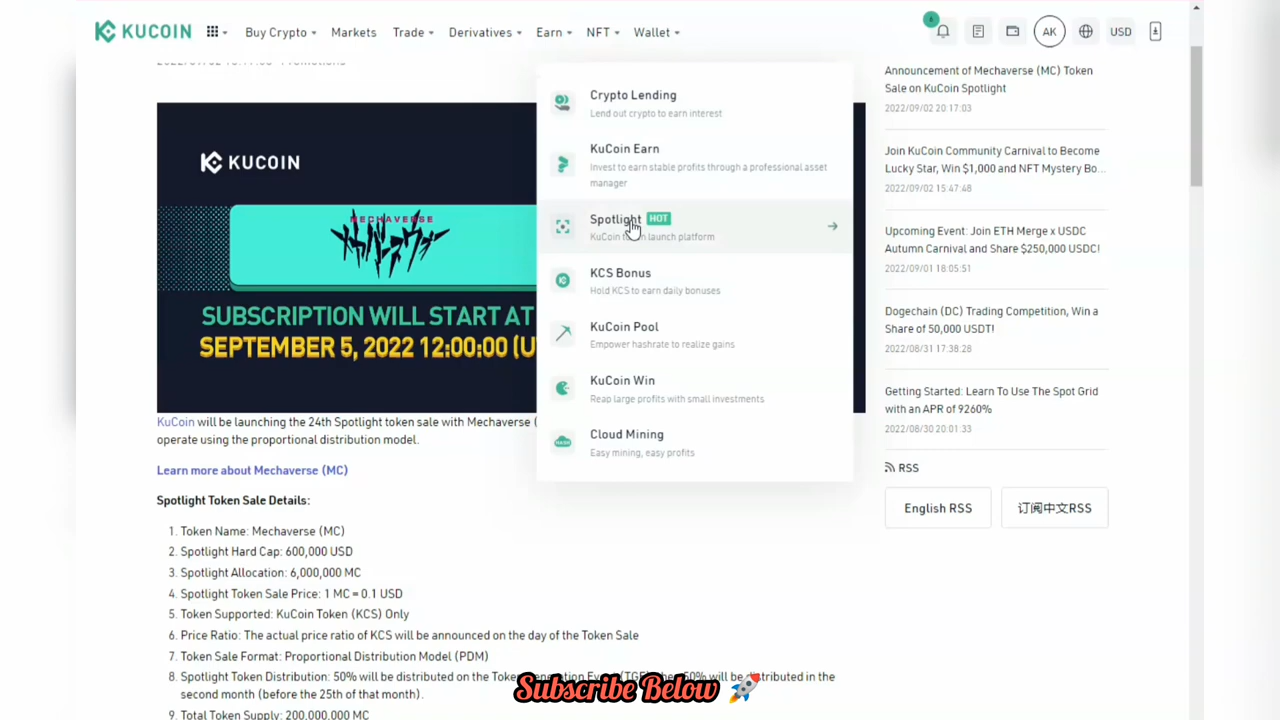 KUCOIN
Buy Crypto
Markets
Trade
Derivatives
Earn
NFT
Wallet
6
AK
USD
KUCOIN
MECHAVERSE
SUBSCRIPTION WILL START AT
SEPTEMBER 5, 2022 12:00:00 (U
Crypto Lending
Lend out crypto to earn interest
KuCoin Earn
Invest to earn stable profits through a professional asset
manager
Spotlight HOT
KuCoin token launch platform
KCS Bonus
Hold KCS to earn daily bonuses
KuCoin Pool
Empower hashrate to realize gains
KuCoin Win
Reap large profits with small investments
Cloud Mining
Easy mining, easy profits
KuCoin will be launching the 24th Spotlight token sale with Mechaverse (
operate using the proportional distribution model.
Learn more about Mechaverse (MC)
Spotlight Token Sale Details:
1. Token Name: Mechaverse (MC)
2. Spotlight Hard Cap: 600,000 USD
3. Spotlight Allocation: 6,000,000 MC
4. Spotlight Token Sale Price: 1 MC = 0.1 USD
5. Token Supported: KuCoin Token (KCS) Only
6. Price Ratio: The actual price ratio of KCS will be announced on the day of the Token Sale
7. Token Sale Format: Proportional Distribution Model (PDM)
8. Spotlight Token Distribution: 50% will be distributed on the Token Generation Event (TGE) 50% will be distributed in the
second month (before the 25th of that month).
9. Total Token Supply: 200,000,000 MC
Announcement of Mechaverse (MC) Token
Sale on KuCoin Spotlight
2022/09/02 20:17:03
Join KuCoin Community Carnival to Become
Lucky Star, Win $1,000 and NFT Mystery Bo...
2022/09/02 15:47:48
Upcoming Event: Join ETH Merge x USDC
Autumn Carnival and Share $250,000 USDC!
2022/09/01 18:05:51
Dogechain (DC) Trading Competition, Win a
Share of 50,000 USDT!
2022/08/31 17:38:28
Getting Started: Learn To Use The Spot Grid
with an APR of 9260%
2022/08/30 20:01:33
RSS
English RSS
订阅中文RSS
Subscribe Below 🚀